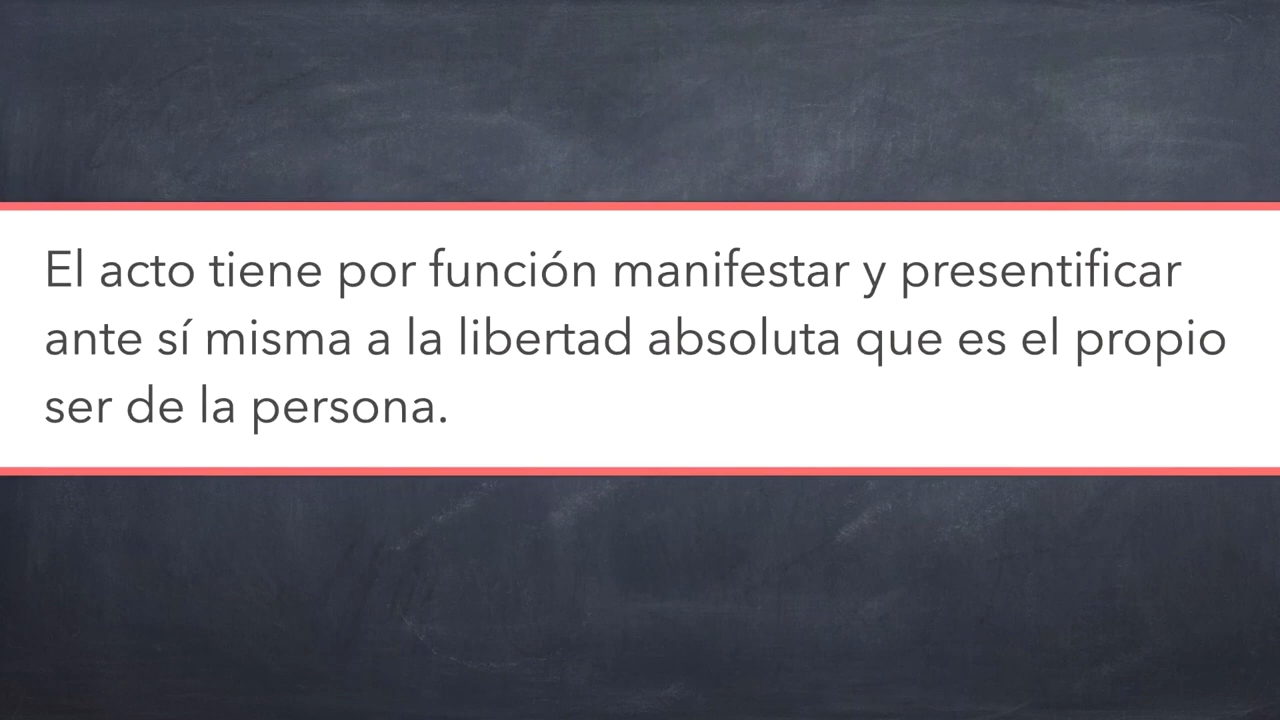 El acto tiene por función manifestar y presentificar
ante sí misma a la libertad absoluta que es el propio
ser de la persona.